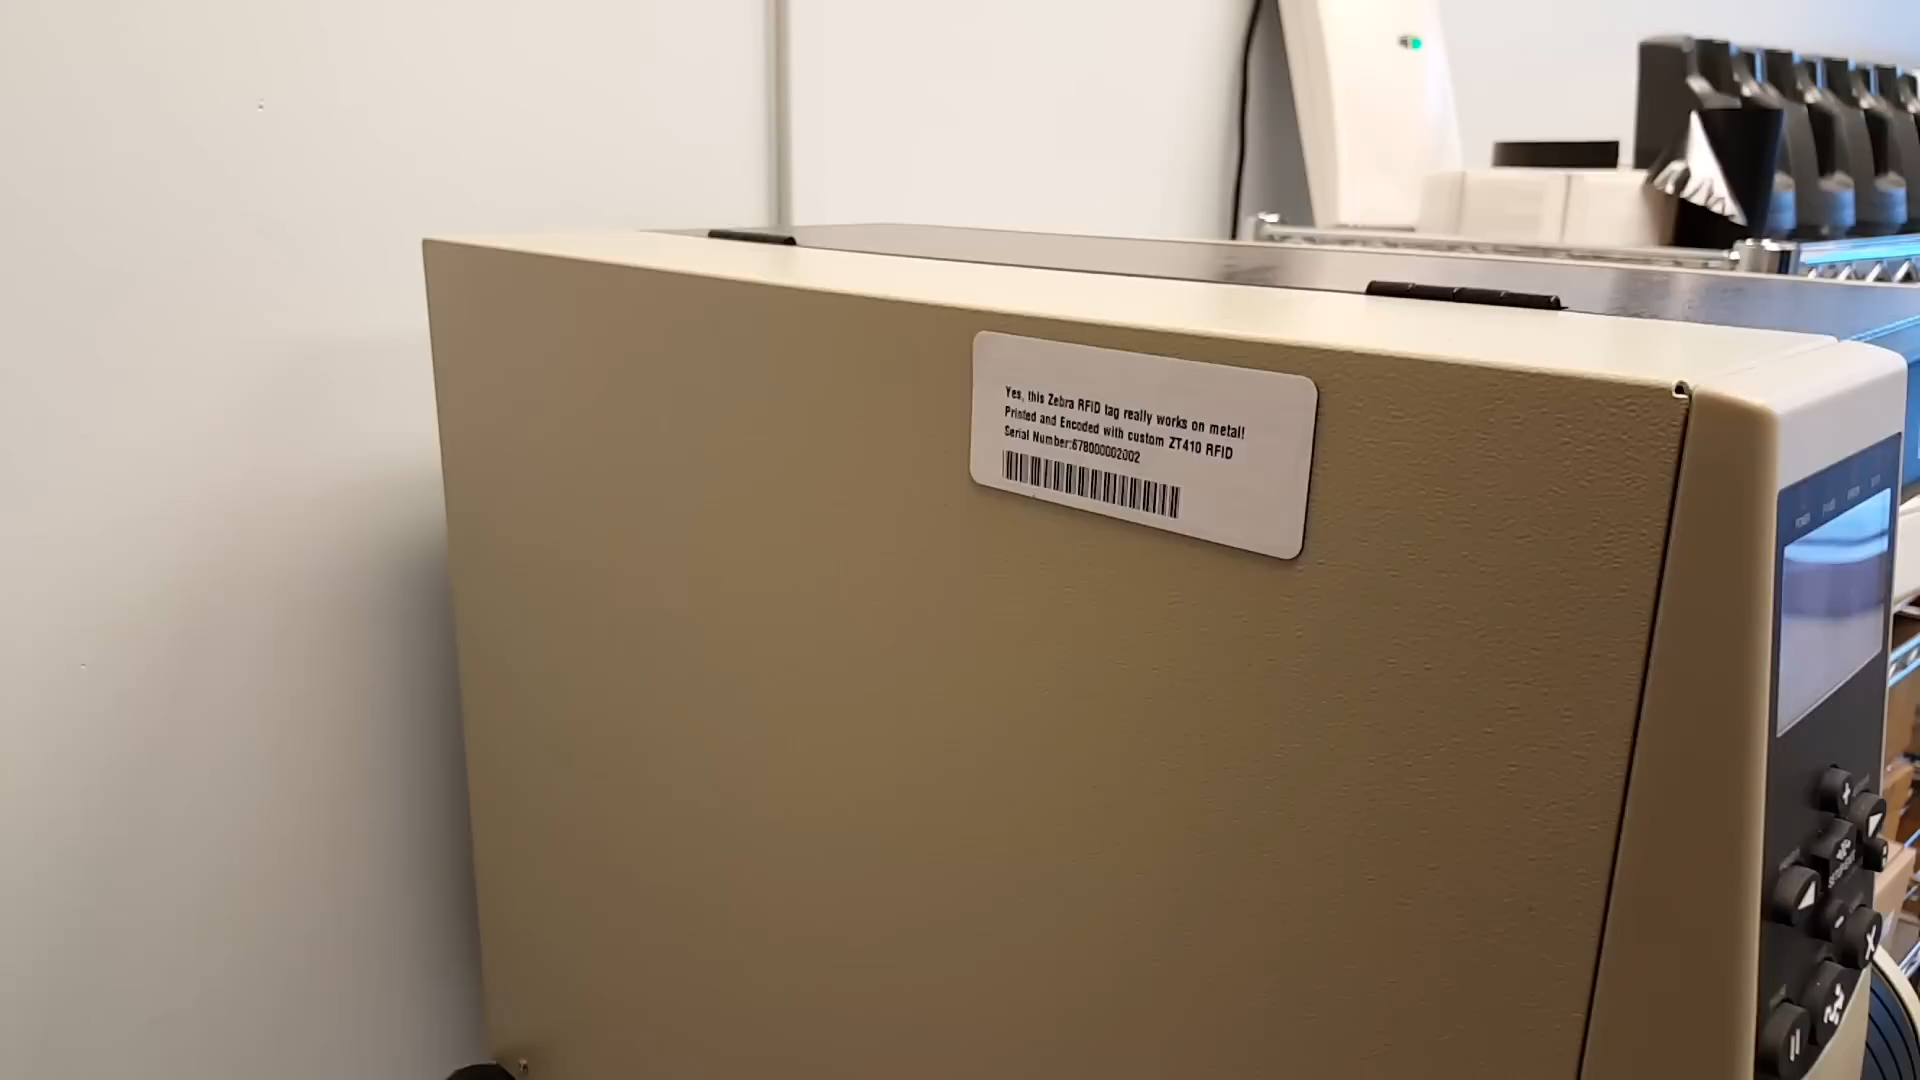 Yes, this Zebra RFID tag really works on metal!
Printed and Encoded with custom ZT410 RFID
Serial Number:678000002002
POWER